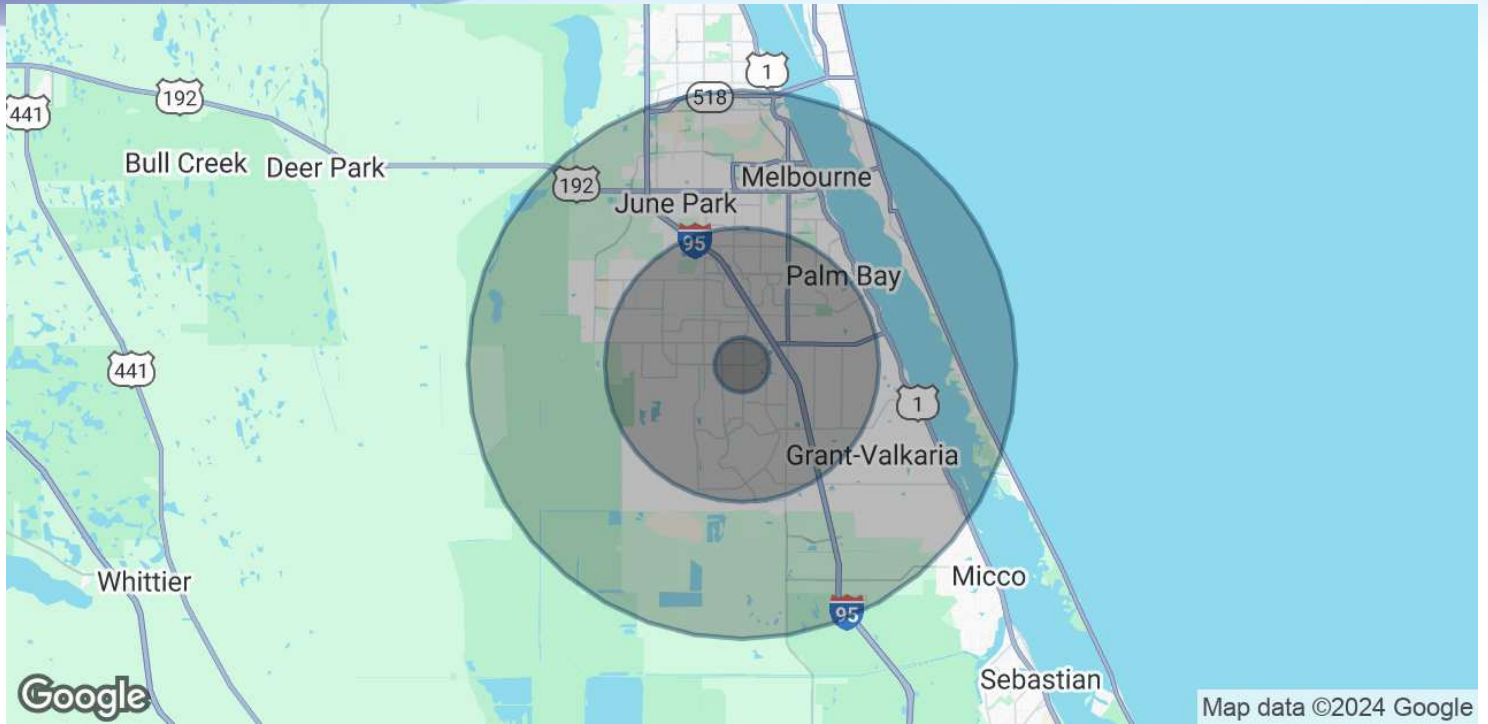 1
518
192
441
Bull Creek
Deer Park
Melbourne
192
June Park
95
Palm Bay
441
1
Grant-Valkaria
Whittier
Micco
95
Sebastian
Google
Map data ©2024 Google